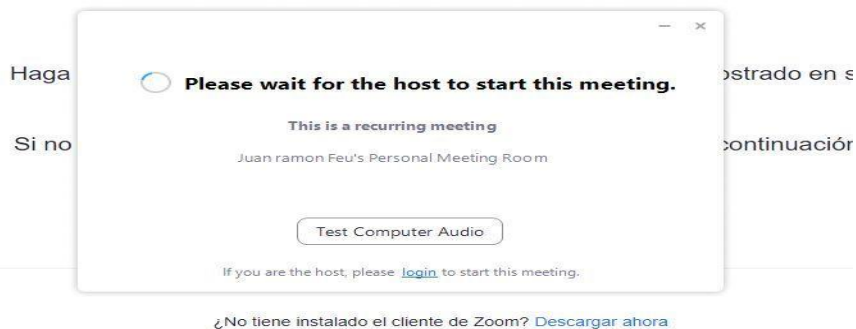 Haga
Please wait for the host to start this meeting.
ostrado en s
This is a recurring meeting
Si no
continuación
Juan ramon Feu's Personal Meeting Room
Test Computer Audio
If you are the host, please login to start this meeting.
¿No tiene instalado el cliente de Zoom? Descargar ahora